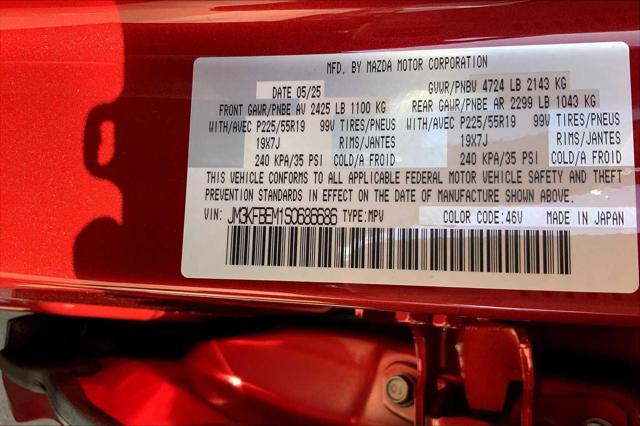 MFD. BY MAZDA MOTOR CORPORATION
DATE 05/25 GVWR/PNBV 4724 LB 2143 KG
FRONT GAWR/PNBE AV 2425 LB 1100 KG REAR GAWR/PNBE AR 2299 LB 1043 KG
WITH/AVEC P225/55R19 99V TIRES/PNEUS WITH/AVEC P225/55R19 99V TIRES/PNEUS
19X7J RIMS/JANTES 19X7J RIMS/JANTES
240 KPA/35 PSI COLD/A FROID 240 KPA/35 PSI COLD/A FROID
THIS VEHICLE CONFORMS TO ALL APPLICABLE FEDERAL MOTOR VEHICLE SAFETY AND THEFT
PREVENTION STANDARDS IN EFFECT ON THE DATE OF MANUFACTURE SHOWN ABOVE.
VIN: JM3KFBEM1S0686686 TYPE:MPV COLOR CODE:46V MADE IN JAPAN